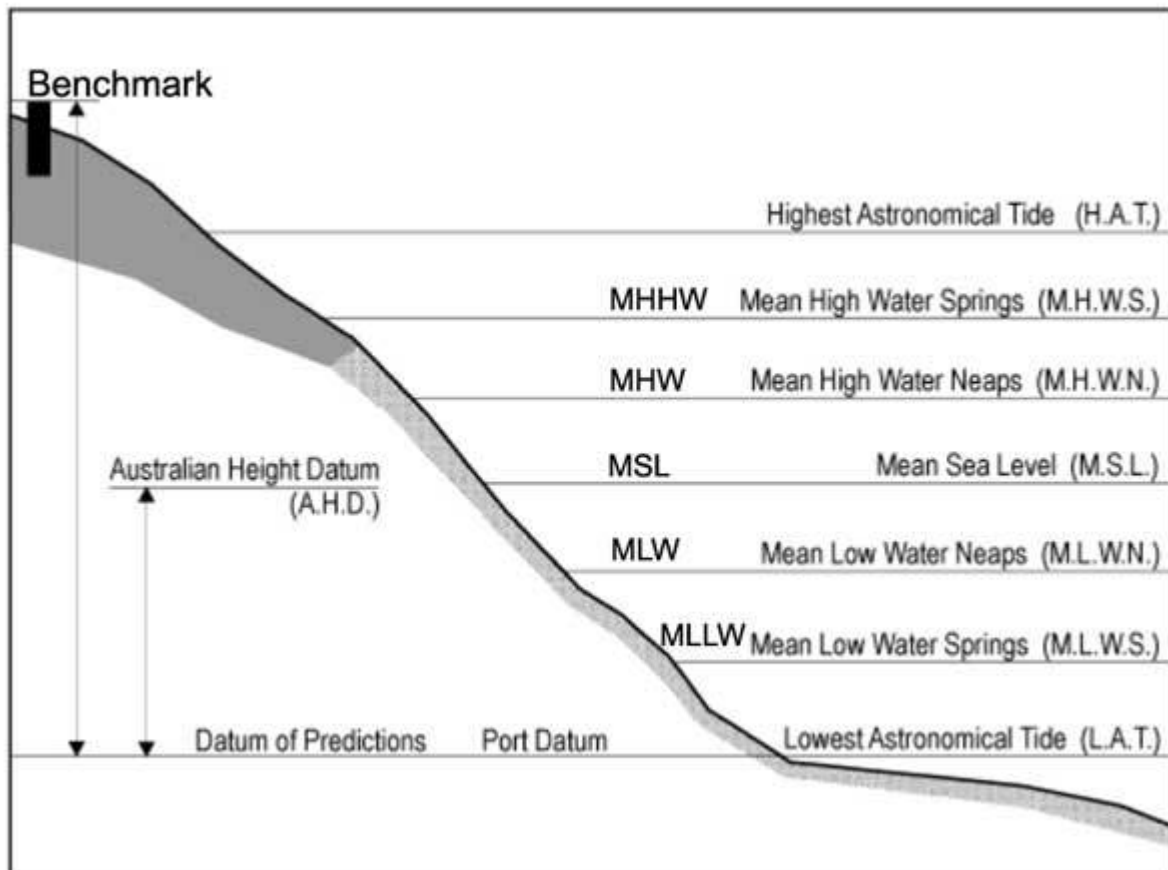 Benchmark
Highest Astronomical Tide (H.A.T.)
MHHW Mean High Water Springs (M.H.W.S.)
MHW Mean High Water Neaps (M.H.W.N.)
Australian Height Datum
(A.H.D.)
MSL Mean Sea Level (M.S.L.)
MLW Mean Low Water Neaps (M.L.W.N.)
MLLW Mean Low Water Springs (M.L.W.S.)
Datum of Predictions Port Datum Lowest Astronomical Tide (L.A.T.)